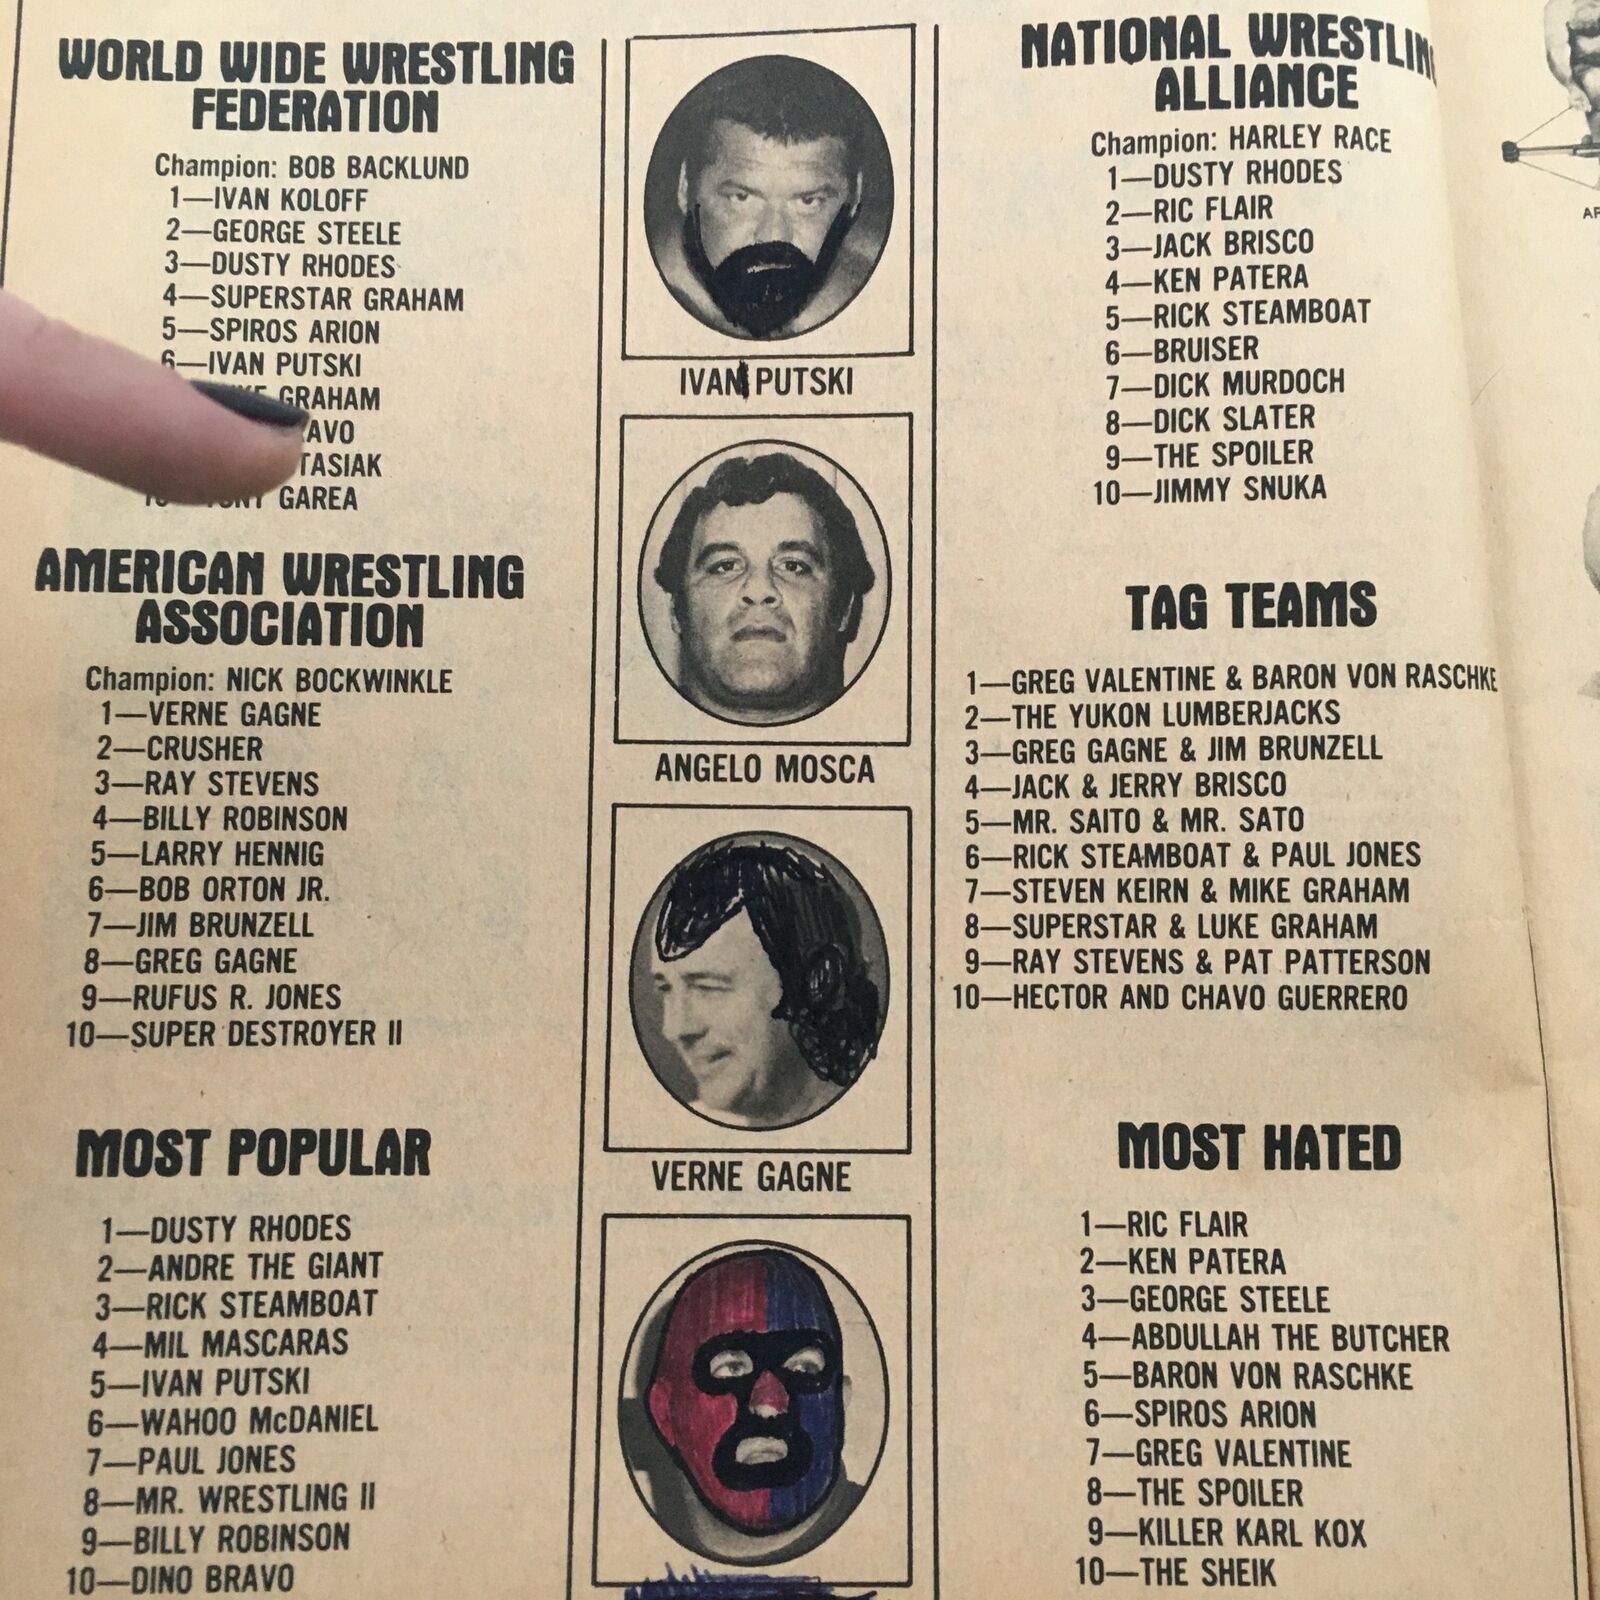 WORLD WIDE WRESTLING
FEDERATION
Champion: BOB BACKLUND
1—IVAN KOLOFF
2—GEORGE STEELE
3—DUSTY RHODES
4—SUPERSTAR GRAHAM
5—SPIROS ARION
6—IVAN PUTSKI
GRAHAM
GAREA
AMERICAN WRESTLING
ASSOCIATION
Champion: NICK BOCKWINKLE
1—VERNE GAGNE
2—CRUSHER
3—RAY STEVENS
4—BILLY ROBINSON
5—LARRY HENNIG
6—BOB ORTON JR.
7—JIM BRUNZELL
8—GREG GAGNE
9—RUFUS R. JONES
10—SUPER DESTROYER II
MOST POPULAR
1—DUSTY RHODES
2—ANDRE THE GIANT
3—RICK STEAMBOAT
4—MIL MASCARAS
5—IVAN PUTSKI
6—WAHOO McDANIEL
7—PAUL JONES
8—MR. WRESTLING II
9—BILLY ROBINSON
10—DINO BRAVO
IVAN PUTSKI
ANGELO MOSCA
VERNE GAGNE
NATIONAL WRESTLING
ALLIANCE
Champion: HARLEY RACE
1—DUSTY RHODES
2—RIC FLAIR
3—JACK BRISCO
4—KEN PATERA
5—RICK STEAMBOAT
6—BRUISER
7—DICK MURDOCH
8—DICK SLATER
9—THE SPOILER
10—JIMMY SNUKA
TAG TEAMS
1—GREG VALENTINE & BARON VON RASCHKE
2—THE YUKON LUMBERJACKS
3—GREG GAGNE & JIM BRUNZELL
4—JACK & JERRY BRISCO
5—MR. SAITO & MR. SATO
6—RICK STEAMBOAT & PAUL JONES
7—STEVEN KEIRN & MIKE GRAHAM
8—SUPERSTAR & LUKE GRAHAM
9—RAY STEVENS & PAT PATTERSON
10—HECTOR AND CHAVO GUERRERO
MOST HATED
1—RIC FLAIR
2—KEN PATERA
3—GEORGE STEELE
4—ABDULLAH THE BUTCHER
5—BARON VON RASCHKE
6—SPIROS ARION
7—GREG VALENTINE
8—THE SPOILER
9—KILLER KARL KOX
10—THE SHEIK